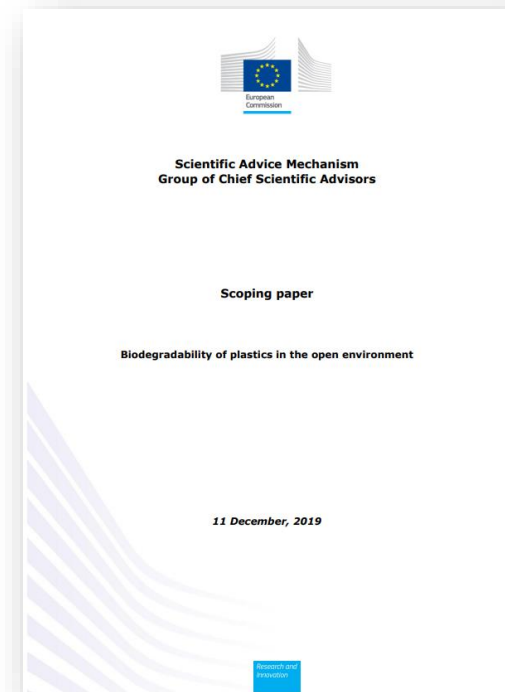 European
Commission
Scientific Advice Mechanism
Group of Chief Scientific Advisors
Scoping paper
Biodegradability of plastics in the open environment
11 December, 2019
Research and
Innovation